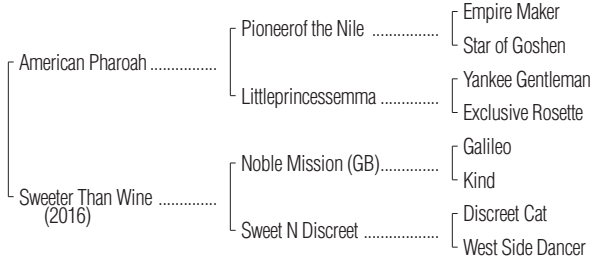 Empire Maker
Pioneerof the Nile ................
Star of Goshen
American Pharoah ................
Yankee Gentleman
Littleprincessemma ..............
Exclusive Rosette
Galileo
Noble Mission (GB)..............
Kind
Sweeter Than Wine ..............
(2016)
Discreet Cat
Sweet N Discreet ..................
West Side Dancer